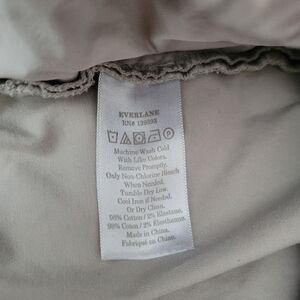 EVERLANE
RN# 139898
Machine Wash Cold
With Like Colors.
Remove Promptly.
Only Non-Chlorine Bleach
When Needed.
Tumble Dry Low.
Cool Iron if Needed.
Or Dry Clean.
98% Cotton / 2% Elastane,
98% Coton / 2% Élasthanne.
Made in China.
Fabriqué en Chine.